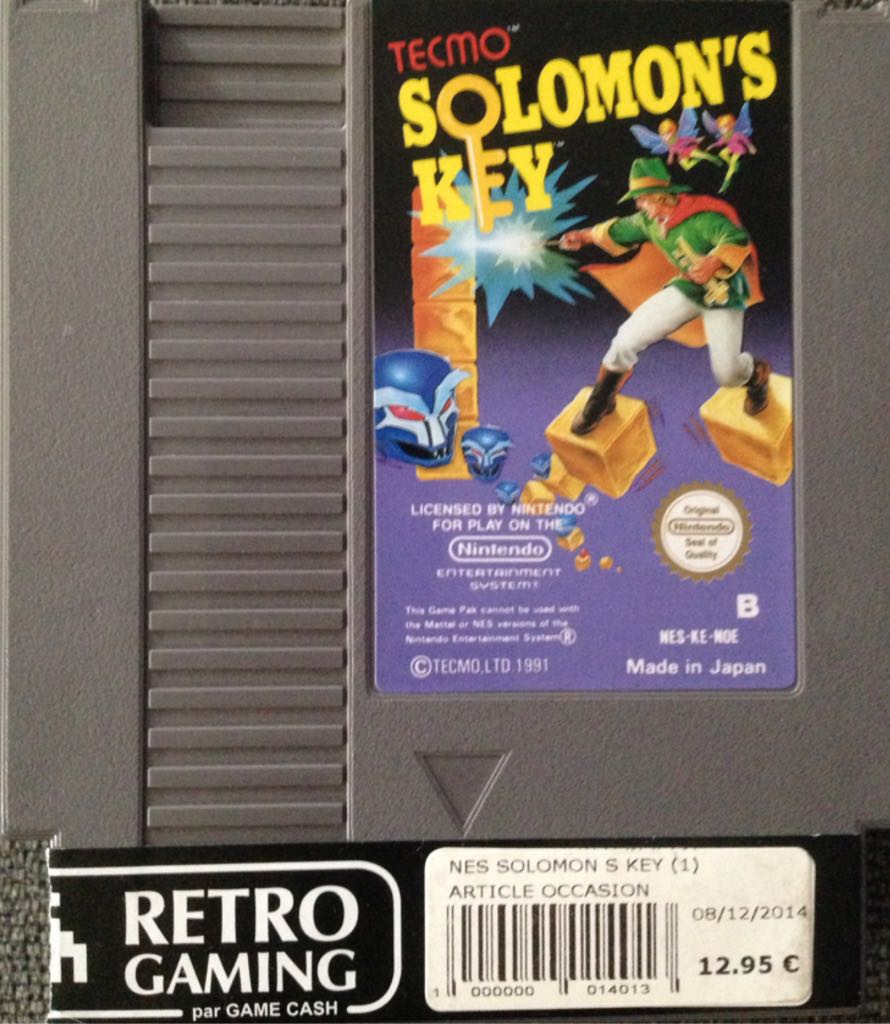 TECMO™
SOLOMON'S
KEY™
LICENSED BY NINTENDO®
FOR PLAY ON THE
Nintendo
ENTERTAINMENT
SYSTEM®
Original
Nintendo
Seal of
Quality
This Game Pak cannot be used with
the Mattel or NES versions of the
Nintendo Entertainment System®
B
NES-KE-NOE
©TECMO,LTD.1991
Made in Japan
RETRO
GAMING
par GAME CASH
NES SOLOMON S KEY (1)
ARTICLE OCCASION
08/12/2014
12.95 €
1 000000 014013